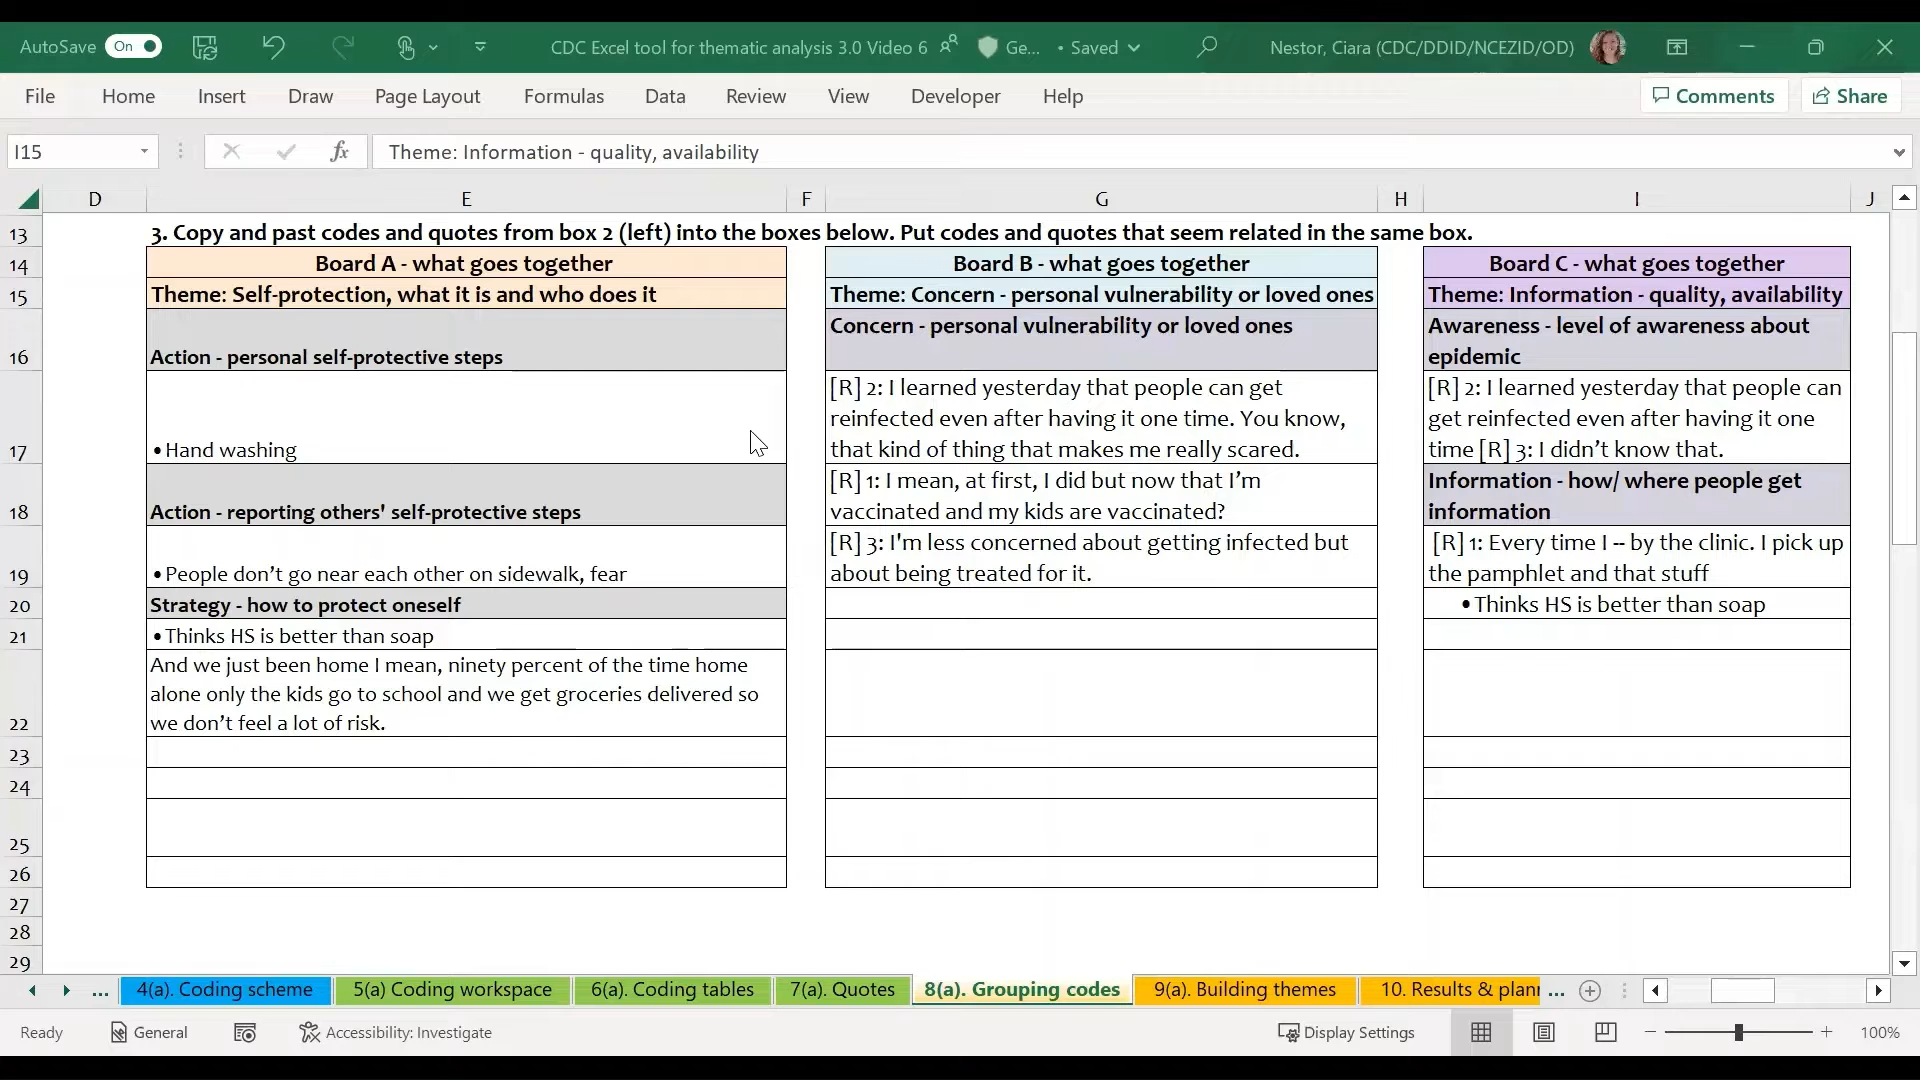 AutoSave On CDC Excel tool for thematic analysis 3.0 Video 6 Ge... • Saved Nestor, Ciara (CDC/DDID/NCEZID/OD)
File Home Insert Draw Page Layout Formulas Data Review View Developer Help Comments Share
I15 fx Theme: Information - quality, availability
D E F G H I J
13 3. Copy and past codes and quotes from box 2 (left) into the boxes below. Put codes and quotes that seem related in the same box.
14 Board A - what goes together Board B - what goes together Board C - what goes together
15 Theme: Self-protection, what it is and who does it Theme: Concern - personal vulnerability or loved ones Theme: Information - quality, availability
Concern - personal vulnerability or loved ones Awareness - level of awareness about
16 Action - personal self-protective steps epidemic
[R] 2: I learned yesterday that people can get [R] 2: I learned yesterday that people can
reinfected even after having it one time. You know, get reinfected even after having it one
17 •Hand washing that kind of thing that makes me really scared. time [R] 3: I didn’t know that.
[R] 1: I mean, at first, I did but now that I’m Information - how/ where people get
18 Action - reporting others' self-protective steps vaccinated and my kids are vaccinated? information
[R] 3: I'm less concerned about getting infected but [R] 1: Every time I -- by the clinic. I pick up
19 •People don’t go near each other on sidewalk, fear about being treated for it. the pamphlet and that stuff
20 Strategy - how to protect oneself •Thinks HS is better than soap
21 •Thinks HS is better than soap
And we just been home I mean, ninety percent of the time home
alone only the kids go to school and we get groceries delivered so
22 we don’t feel a lot of risk.
23
24
25
26
27
28
29
... 4(a). Coding scheme 5(a) Coding workspace 6(a). Coding tables 7(a). Quotes 8(a). Grouping codes 9(a). Building themes 10. Results & plann ...
Ready General Accessibility: Investigate Display Settings 100%